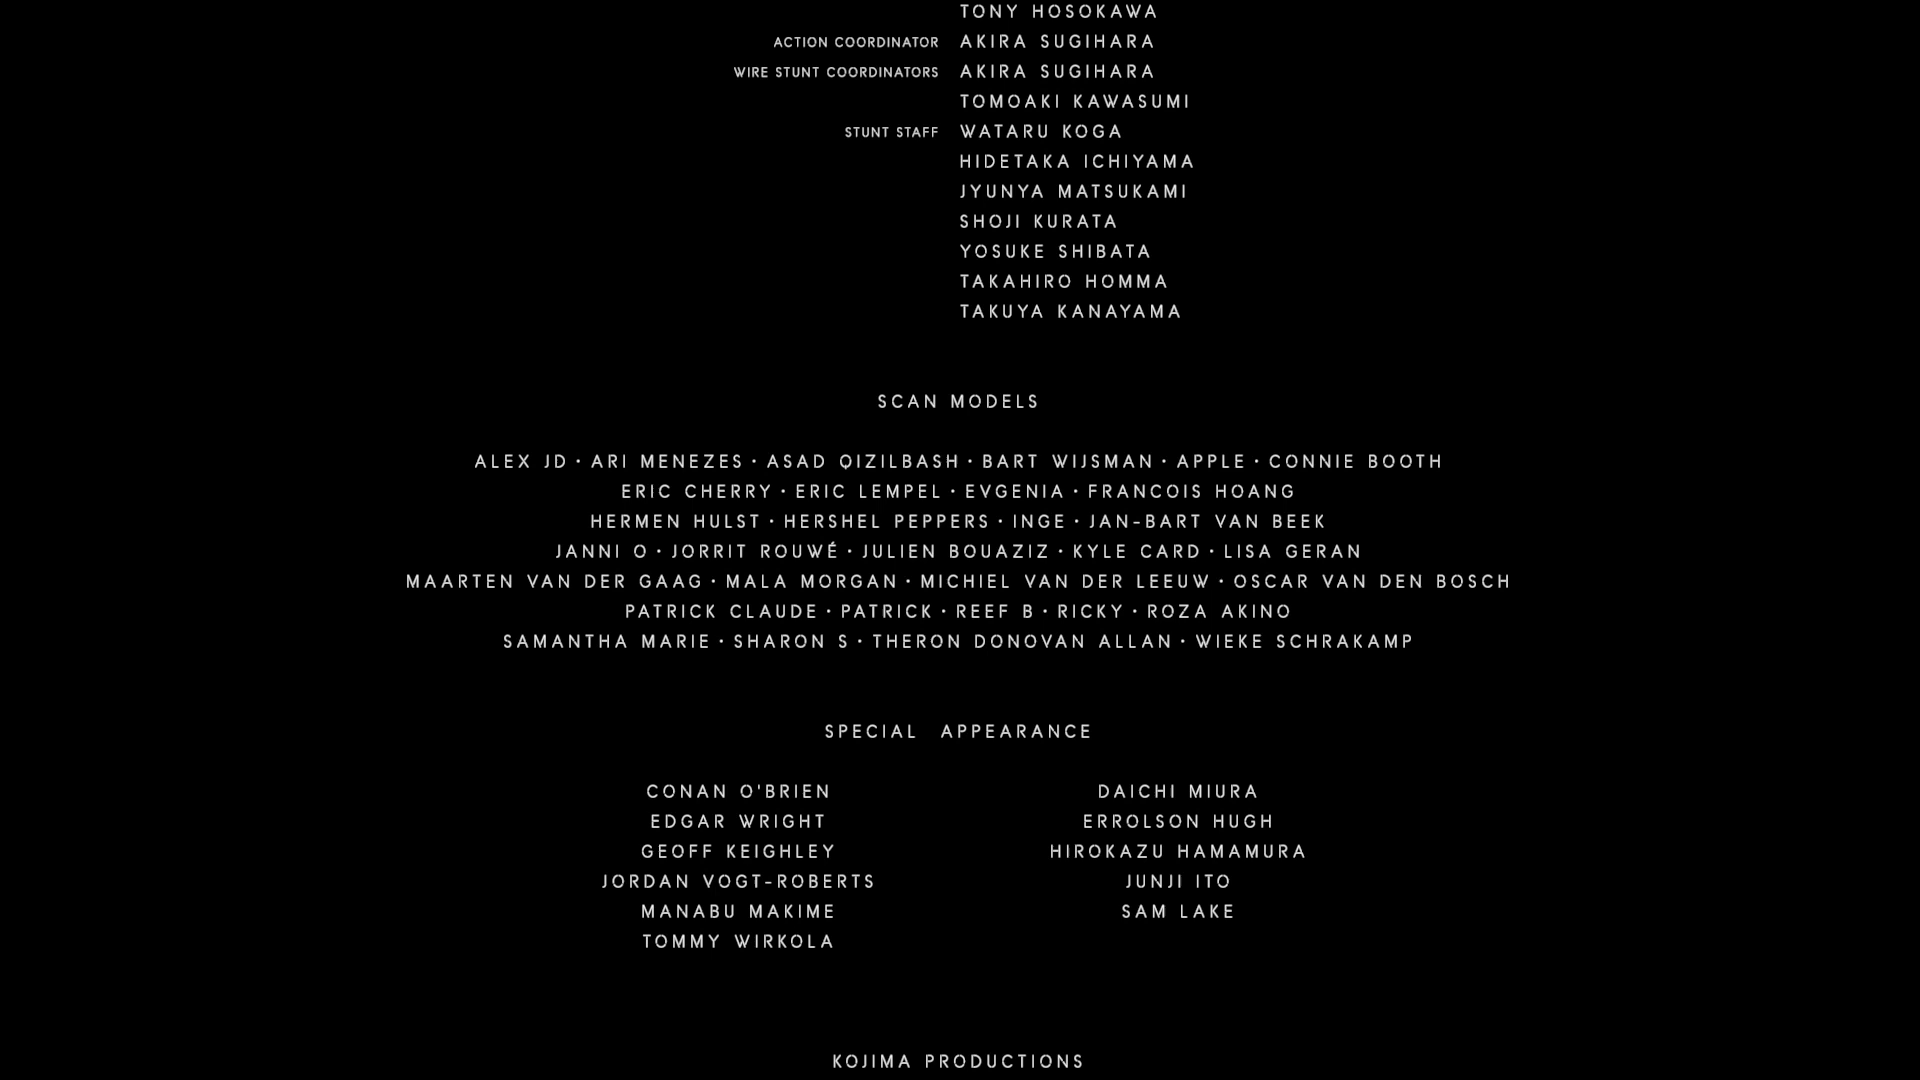 TONY HOSOKAWA
ACTION COORDINATOR AKIRA SUGIHARA
WIRE STUNT COORDINATORS AKIRA SUGIHARA
TOMOAKI KAWASUMI
STUNT STAFF WATARU KOGA
HIDETAKA ICHIYAMA
JYUNYA MATSUKAMI
SHOJI KURATA
YOSUKE SHIBATA
TAKAHIRO HOMMA
TAKUYA KANAYAMA
SCAN MODELS
ALEX JD・ARI MENEZES・ASAD QIZILBASH・BART WIJSMAN・APPLE・CONNIE BOOTH
ERIC CHERRY・ERIC LEMPEL・EVGENIA・FRANCOIS HOANG
HERMEN HULST・HERSHEL PEPPERS・INGE・JAN-BART VAN BEEK
JANNI O・JORRIT ROUWÉ・JULIEN BOUAZIZ・KYLE CARD・LISA GERAN
MAARTEN VAN DER GAAG・MALA MORGAN・MICHIEL VAN DER LEEUW・OSCAR VAN DEN BOSCH
PATRICK CLAUDE・PATRICK・REEF B・RICKY・ROZA AKINO
SAMANTHA MARIE・SHARON S・THERON DONOVAN ALLAN・WIEKE SCHRAKAMP
SPECIAL APPEARANCE
CONAN O'BRIEN
EDGAR WRIGHT
GEOFF KEIGHLEY
JORDAN VOGT-ROBERTS
MANABU MAKIME
TOMMY WIRKOLA
DAICHI MIURA
ERROLSON HUGH
HIROKAZU HAMAMURA
JUNJI ITO
SAM LAKE
KOJIMA PRODUCTIONS